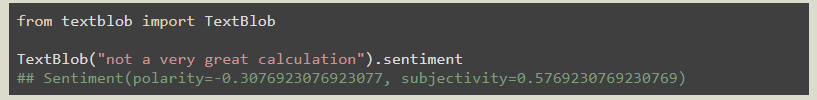 from textblob import TextBlob
TextBlob("not a very great calculation").sentiment
## Sentiment(polarity=-0.3076923076923077, subjectivity=0.5769230769230769)